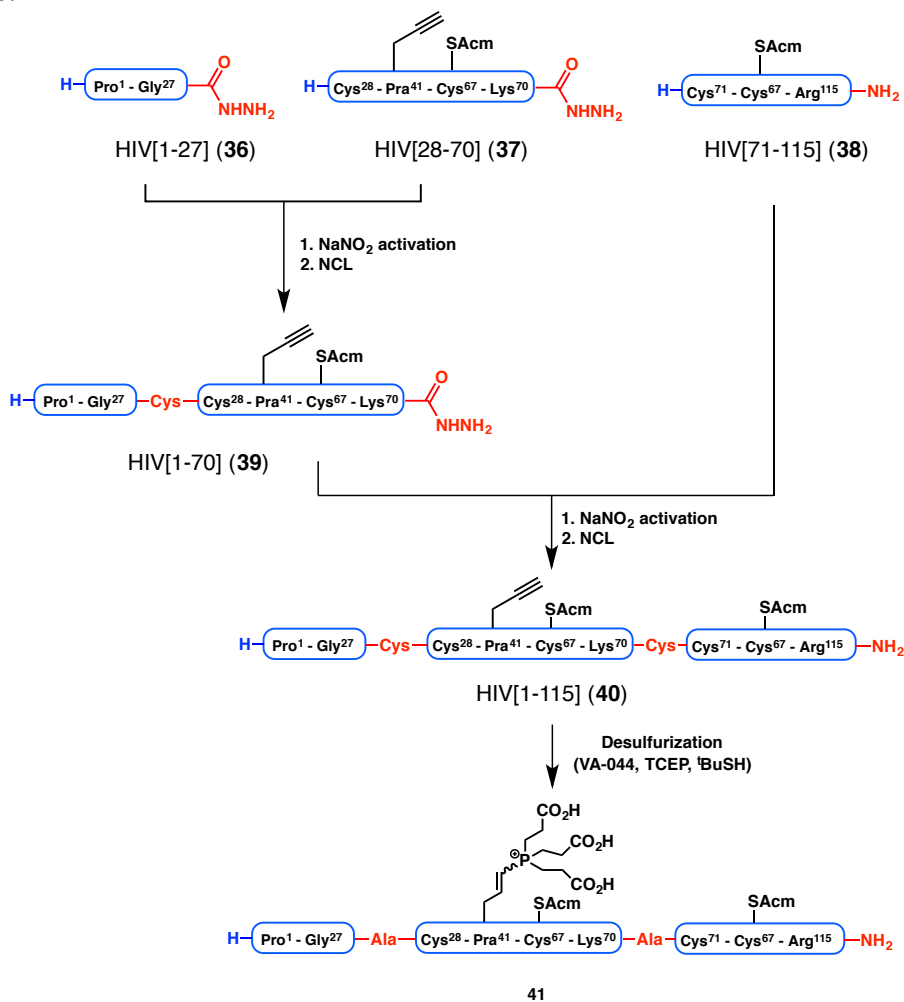 H Pro¹ - Gly²⁷ O NHNH₂
HIV[1-27] (36)
SAcm
H Cys²⁸ - Pra⁴¹ - Cys⁶⁷ - Lys⁷⁰ O NHNH₂
HIV[28-70] (37)
SAcm
Cys⁷¹ - Cys⁶⁷ - Arg¹¹⁵ NH₂
H
HIV[71-115] (38)
1. NaNO₂ activation
2. NCL
SAcm
H Pro¹ - Gly²⁷ Cys Cys²⁸ - Pra⁴¹ - Cys⁶⁷ - Lys⁷⁰ O NHNH₂
HIV[1-70] (39)
1. NaNO₂ activation
2. NCL
SAcm SAcm
H Pro¹ - Gly²⁷ Cys Cys²⁸ - Pra⁴¹ - Cys⁶⁷ - Lys⁷⁰ Cys Cys⁷¹ - Cys⁶⁷ - Arg¹¹⁵ NH₂
HIV[1-115] (40)
Desulfurization
(VA-044, TCEP, ᵗBuSH)
CO₂H
⊕P CO₂H
CO₂H
SAcm SAcm
H Pro¹ - Gly²⁷ Ala Cys²⁸ - Pra⁴¹ - Cys⁶⁷ - Lys⁷⁰ Ala Cys⁷¹ - Cys⁶⁷ - Arg¹¹⁵ NH₂
41